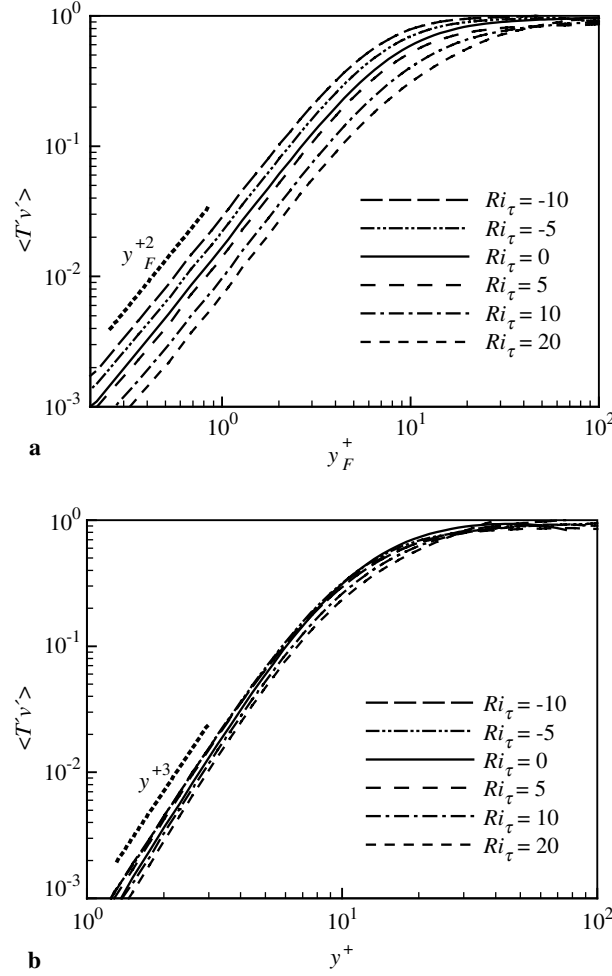 10^0
10^-1
10^-2
10^-3
<T'v'>
y_F^{+2}
Ri_τ = -10
Ri_τ = -5
Ri_τ = 0
Ri_τ = 5
Ri_τ = 10
Ri_τ = 20
10^0
10^1
10^2
y_F^+
a
10^0
10^-1
10^-2
10^-3
<T'v'>
y^{+3}
Ri_τ = -10
Ri_τ = -5
Ri_τ = 0
Ri_τ = 5
Ri_τ = 10
Ri_τ = 20
10^0
10^1
10^2
y^+
b